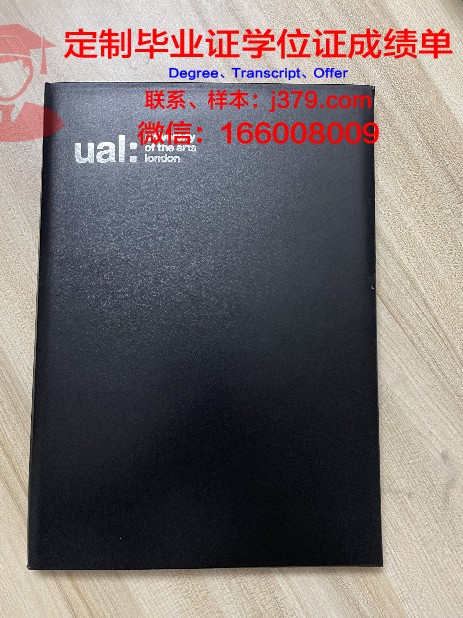 定制毕业证学位证成绩单
Degree、Transcript、Offer
联系、样本：j379.com
微信：166008009
ual:
of the arts
london